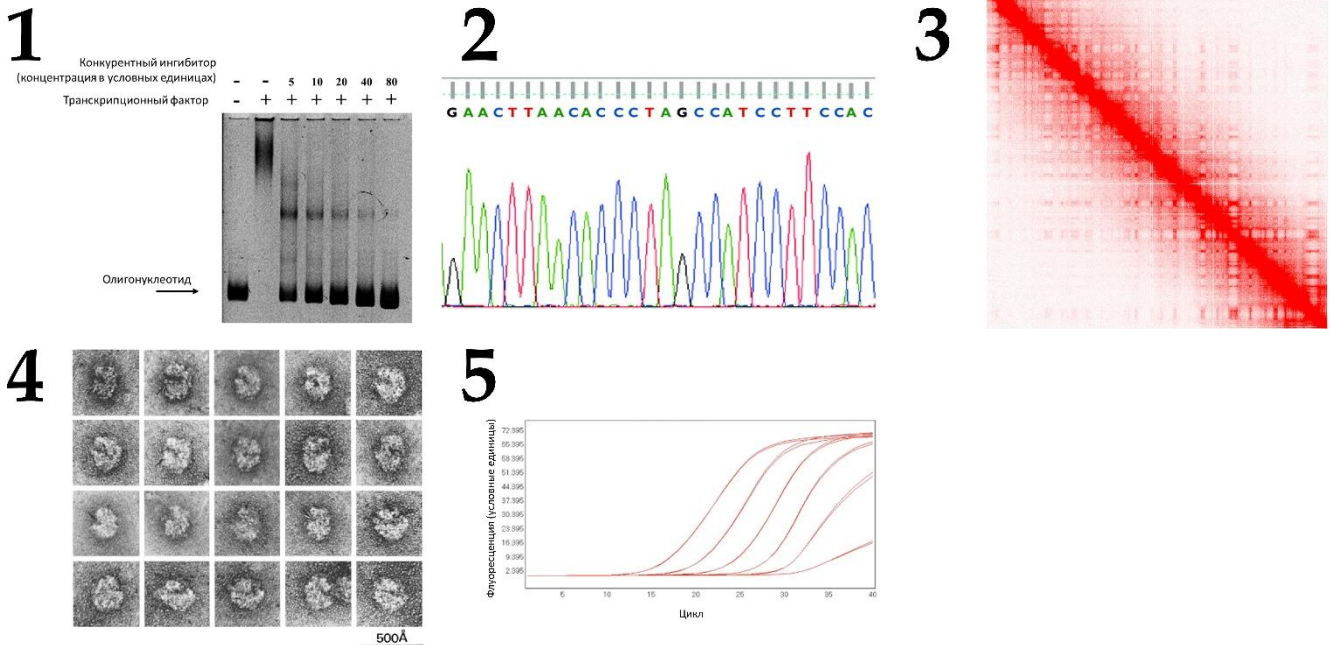 1
Конкурентный ингибитор
(концентрация в условных единицах)
- - 5 10 20 40 80
Транскрипционный фактор
- + + + + + +
Олигонуклеотид
2
GAACTTAACACCCTAGCCATCCTTCCAC
3
4
500Å
5
Флуоресценция (условные единицы)
72.395
65.395
58.395
51.395
44.395
37.395
30.395
23.395
16.395
9.395
2.395
5 10 15 20 25 30 35 40
Цикл